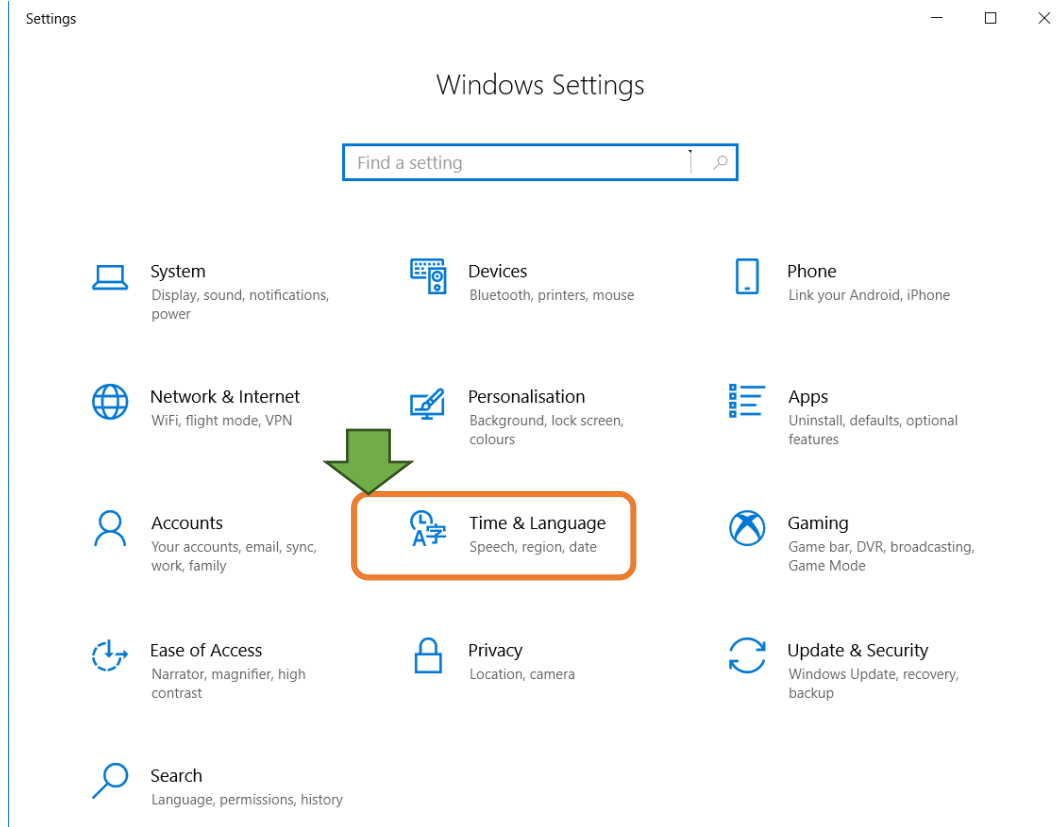 Settings
Windows Settings
Find a setting
System
Display, sound, notifications,
power
Devices
Bluetooth, printers, mouse
Phone
Link your Android, iPhone
Network & Internet
WiFi, flight mode, VPN
Personalisation
Background, lock screen,
colours
Apps
Uninstall, defaults, optional
features
Accounts
Your accounts, email, sync,
work, family
A字
Time & Language
Speech, region, date
Gaming
Game bar, DVR, broadcasting,
Game Mode
Ease of Access
Narrator, magnifier, high
contrast
Privacy
Location, camera
Update & Security
Windows Update, recovery,
backup
Search
Language, permissions, history